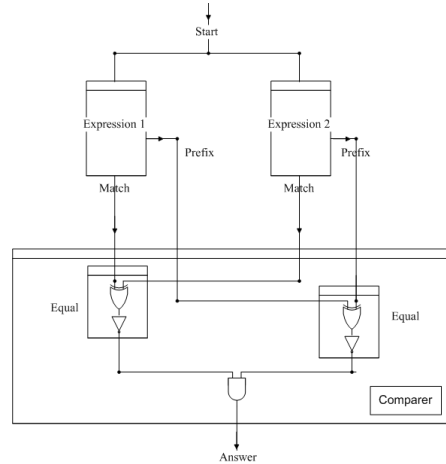 Start
Expression 1
Expression 2
Prefix
Prefix
Match
Match
Equal
Equal
Comparer
Answer